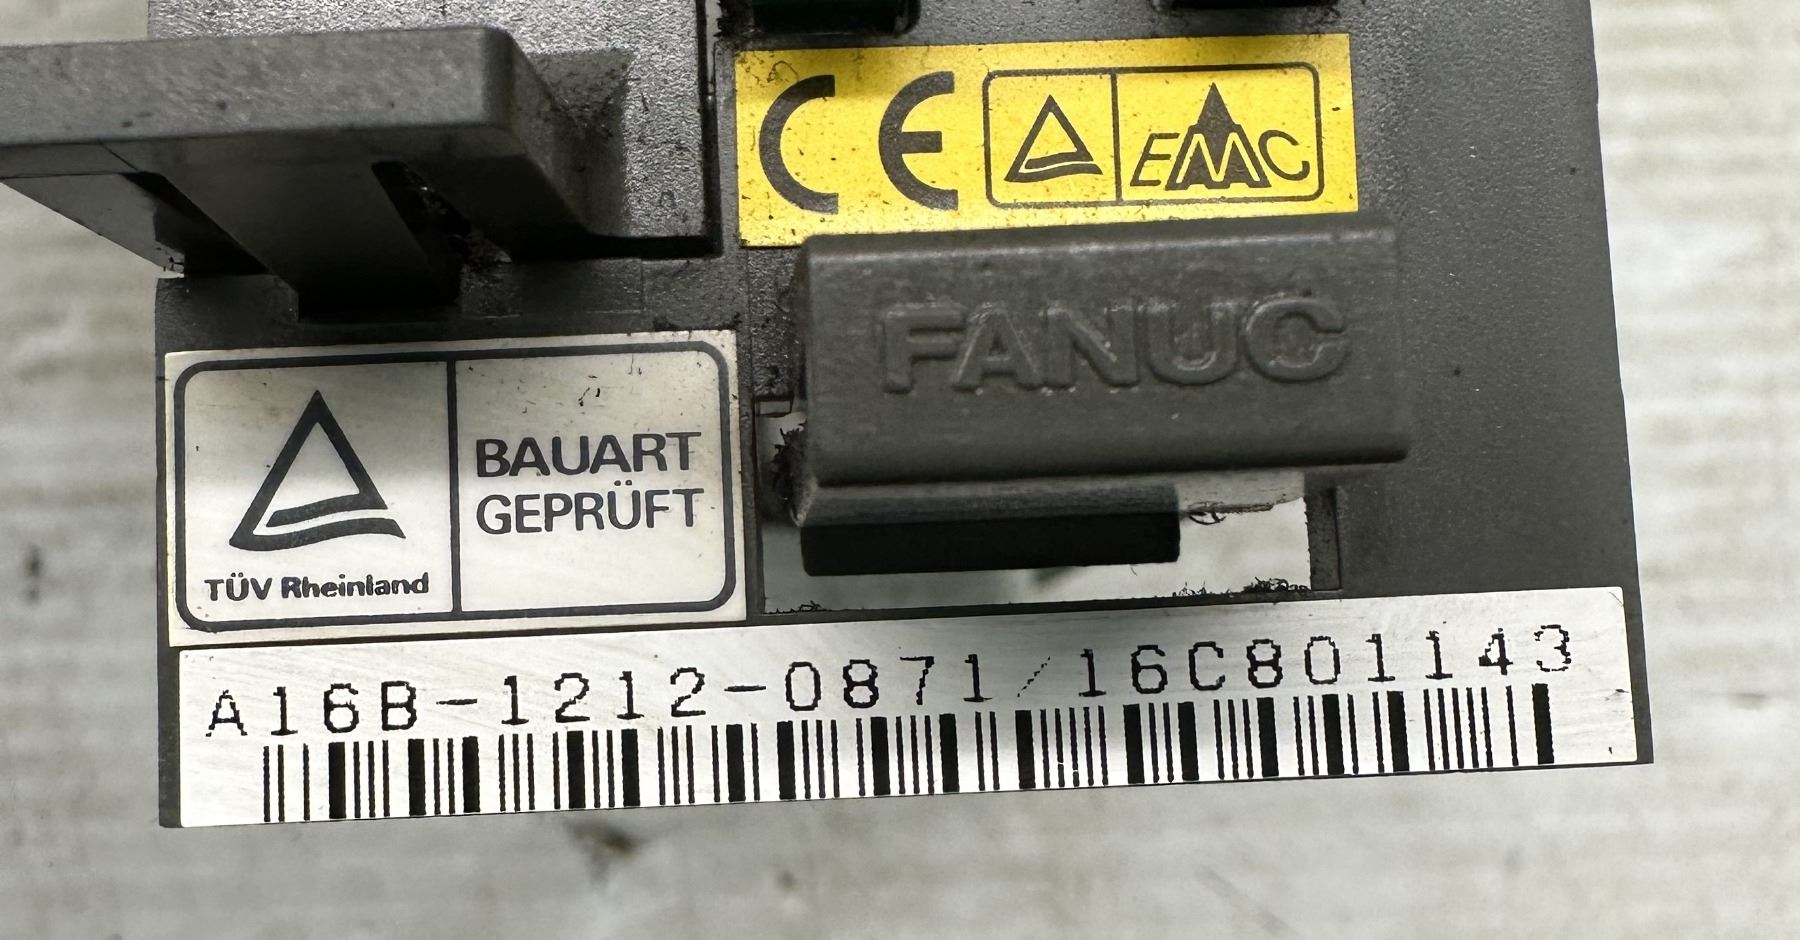 CE EMC
FANUC
BAUART
GEPRÜFT
TÜV Rheinland
A16B-1212-0871/16C801143